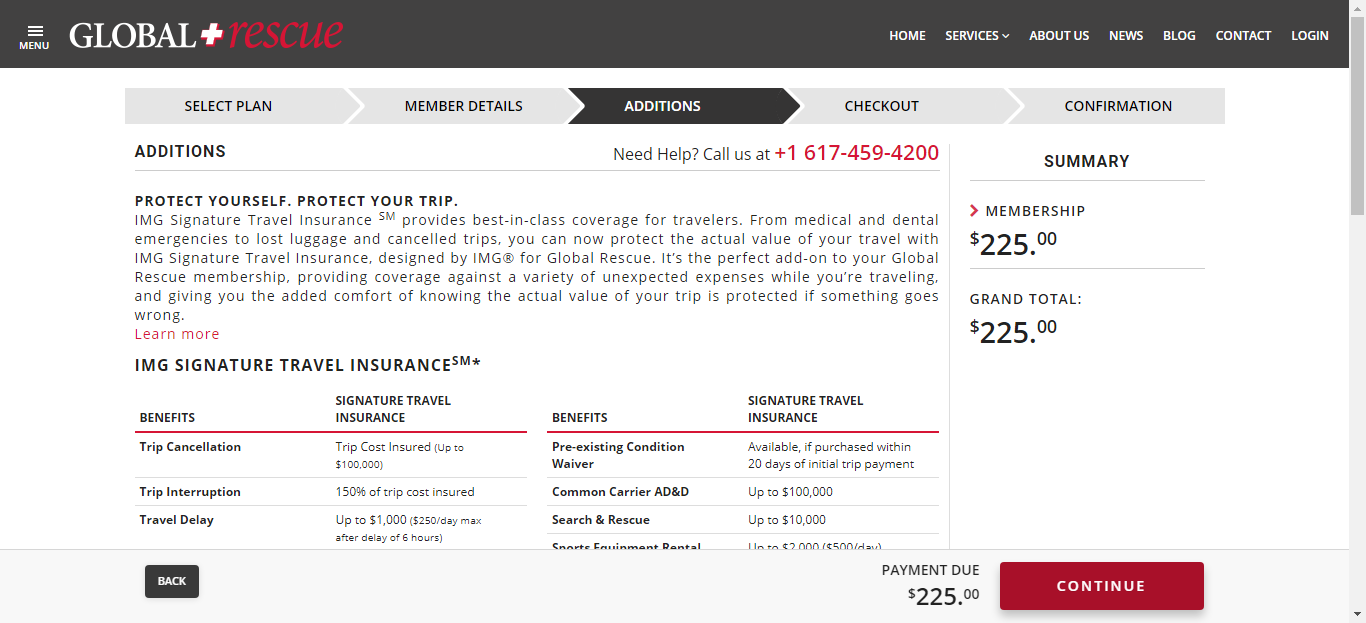 MENU
GLOBAL rescue
HOME
SERVICES
ABOUT US
NEWS
BLOG
CONTACT
LOGIN
SELECT PLAN
MEMBER DETAILS
ADDITIONS
CHECKOUT
CONFIRMATION
ADDITIONS
Need Help? Call us at +1 617-459-4200
PROTECT YOURSELF. PROTECT YOUR TRIP.
IMG Signature Travel Insurance SM provides best-in-class coverage for travelers. From medical and dental
emergencies to lost luggage and cancelled trips, you can now protect the actual value of your travel with
IMG Signature Travel Insurance, designed by IMG® for Global Rescue. It’s the perfect add-on to your Global
Rescue membership, providing coverage against a variety of unexpected expenses while you’re traveling,
and giving you the added comfort of knowing the actual value of your trip is protected if something goes
wrong.
Learn more
IMG SIGNATURE TRAVEL INSURANCESM*
BENEFITS
SIGNATURE TRAVEL
INSURANCE
Trip Cancellation
Trip Cost Insured (Up to
$100,000)
Trip Interruption
150% of trip cost insured
Travel Delay
Up to $1,000 ($250/day max
after delay of 6 hours)
BENEFITS
SIGNATURE TRAVEL
INSURANCE
Pre-existing Condition
Waiver
Available, if purchased within
20 days of initial trip payment
Common Carrier AD&D
Up to $100,000
Search & Rescue
Up to $10,000
Sports Equipment Rental
Up to $2,000 ($500/day)
SUMMARY
MEMBERSHIP
$225.00
GRAND TOTAL:
$225.00
BACK
PAYMENT DUE
$225.00
CONTINUE